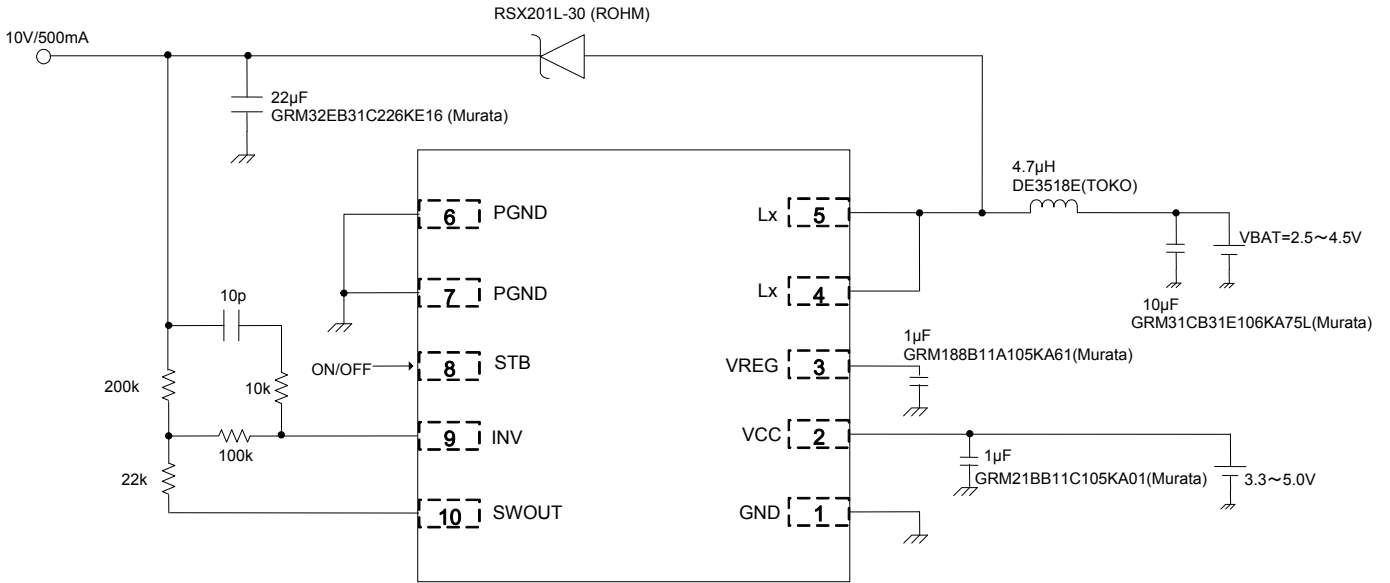 RSX201L-30 (ROHM)
10V/500mA
22μF
GRM32EB31C226KE16 (Murata)
4.7μH
DE3518E(TOKO)
6 PGND
Lx 5
VBAT=2.5～4.5V
7 PGND
Lx 4
10p
10μF
GRM31CB31E106KA75L(Murata)
1μF
GRM188B11A105KA61(Murata)
ON/OFF
8 STB
VREG 3
200k
10k
9 INV
VCC 2
100k
1μF
GRM21BB11C105KA01(Murata)
3.3～5.0V
22k
10 SWOUT
GND 1